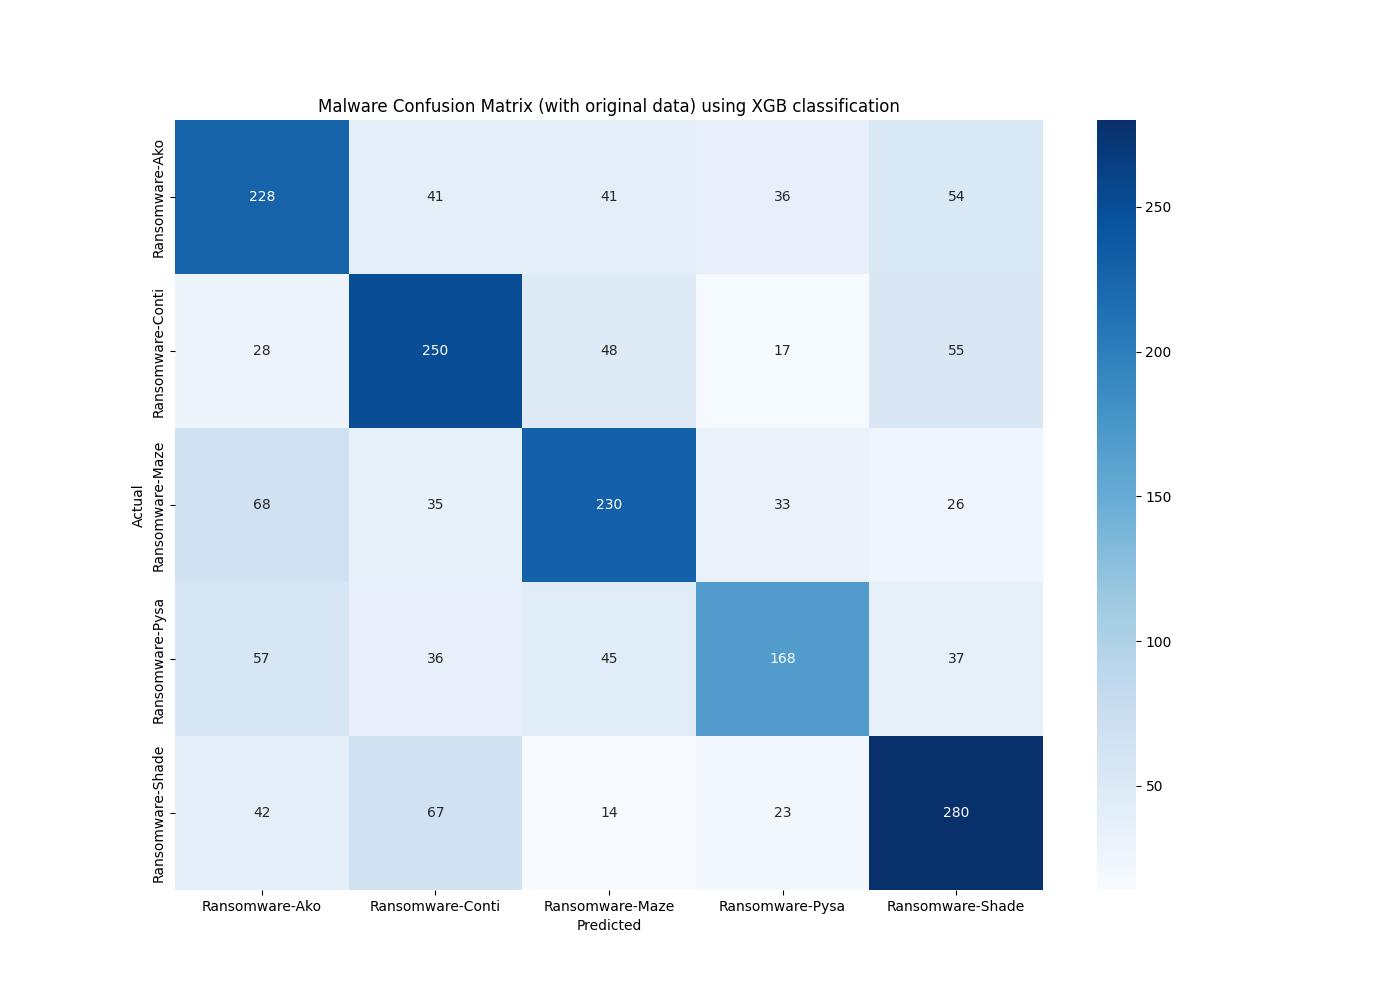 Malware Confusion Matrix (with original data) using XGB classification
Actual
Ransomware-Ako
228 41 41 36 54
Ransomware-Conti
28 250 48 17 55
Ransomware-Maze
68 35 230 33 26
Ransomware-Pysa
57 36 45 168 37
Ransomware-Shade
42 67 14 23 280
Ransomware-Ako Ransomware-Conti Ransomware-Maze Ransomware-Pysa Ransomware-Shade
Predicted
250
200
150
100
50